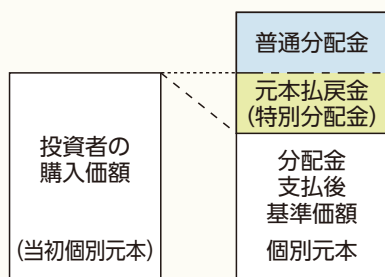 普通分配金
元本払戻金
(特別分配金)
投資者の
購入価額
(当初個別元本)
分配金
支払後
基準価額
個別元本